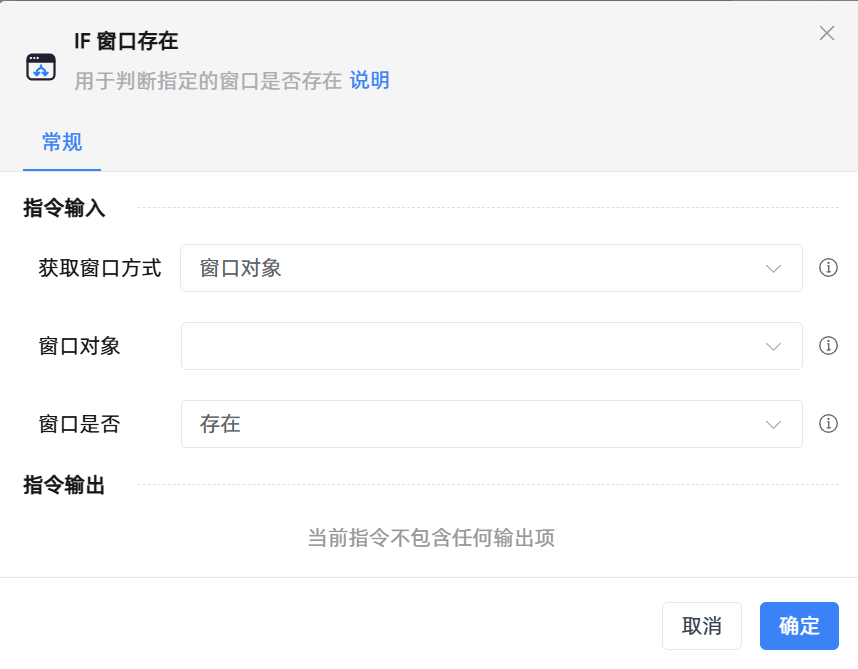 IF 窗口存在
用于判断指定的窗口是否存在 说明
常规
指令输入
获取窗口方式 窗口对象
窗口对象
窗口是否 存在
指令输出
当前指令不包含任何输出项
取消 确定